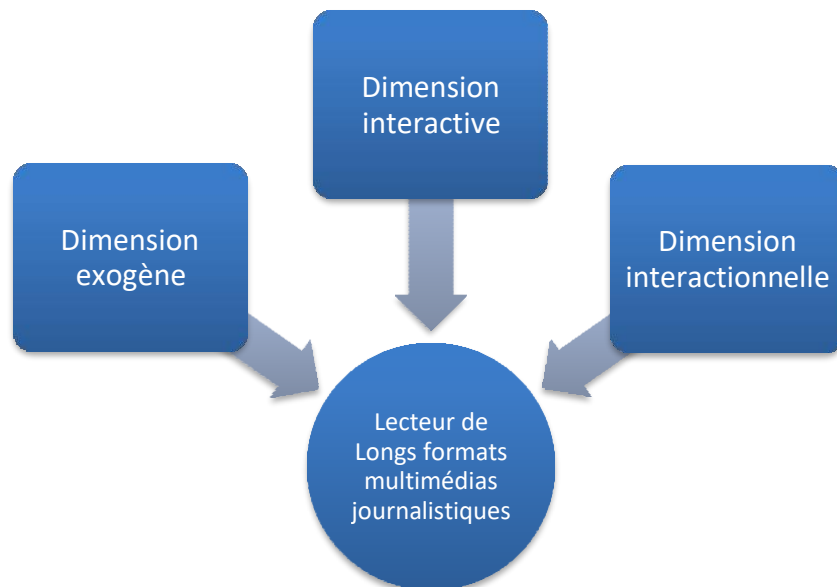 Dimension
interactive
Dimension
exogène
Dimension
interactionnelle
Lecteur de
Longs formats
multimédias
journalistiques